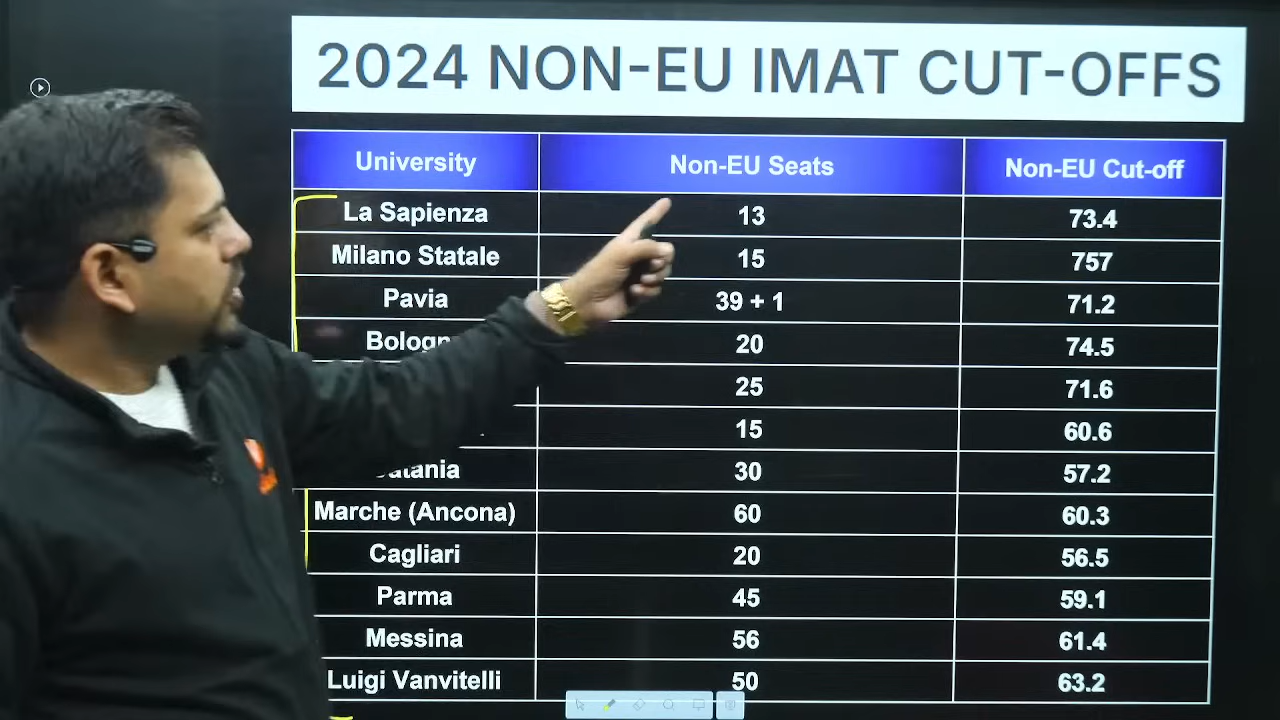 2024 NON-EU IMAT CUT-OFFS
University Non-EU Seats Non-EU Cut-off
La Sapienza 13 73.4
Milano Statale 15 757
Pavia 39 + 1 71.2
Bologn 20 74.5
25 71.6
15 60.6
atania 30 57.2
Marche (Ancona) 60 60.3
Cagliari 20 56.5
Parma 45 59.1
Messina 56 61.4
Luigi Vanvitelli 50 63.2